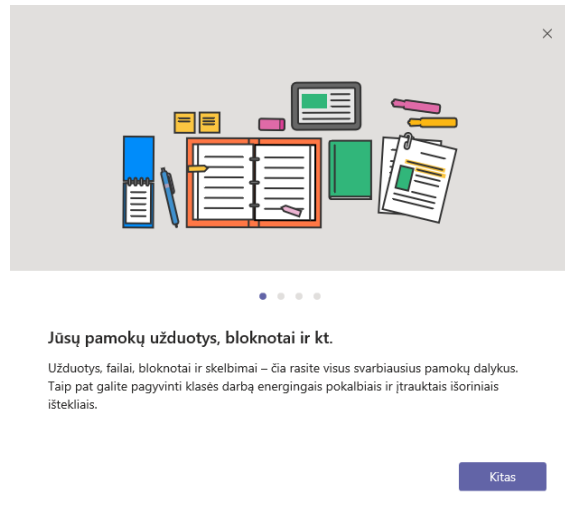 Jūsų pamokų užduotys, bloknotai ir kt.
Užduotys, failai, bloknotai ir skelbimai – čia rasite visus svarbiausius pamokų dalykus.
Taip pat galite pagyvinti klasės darbą energingais pokalbiais ir įtrauktais išoriniais
ištekliais.
Kitas